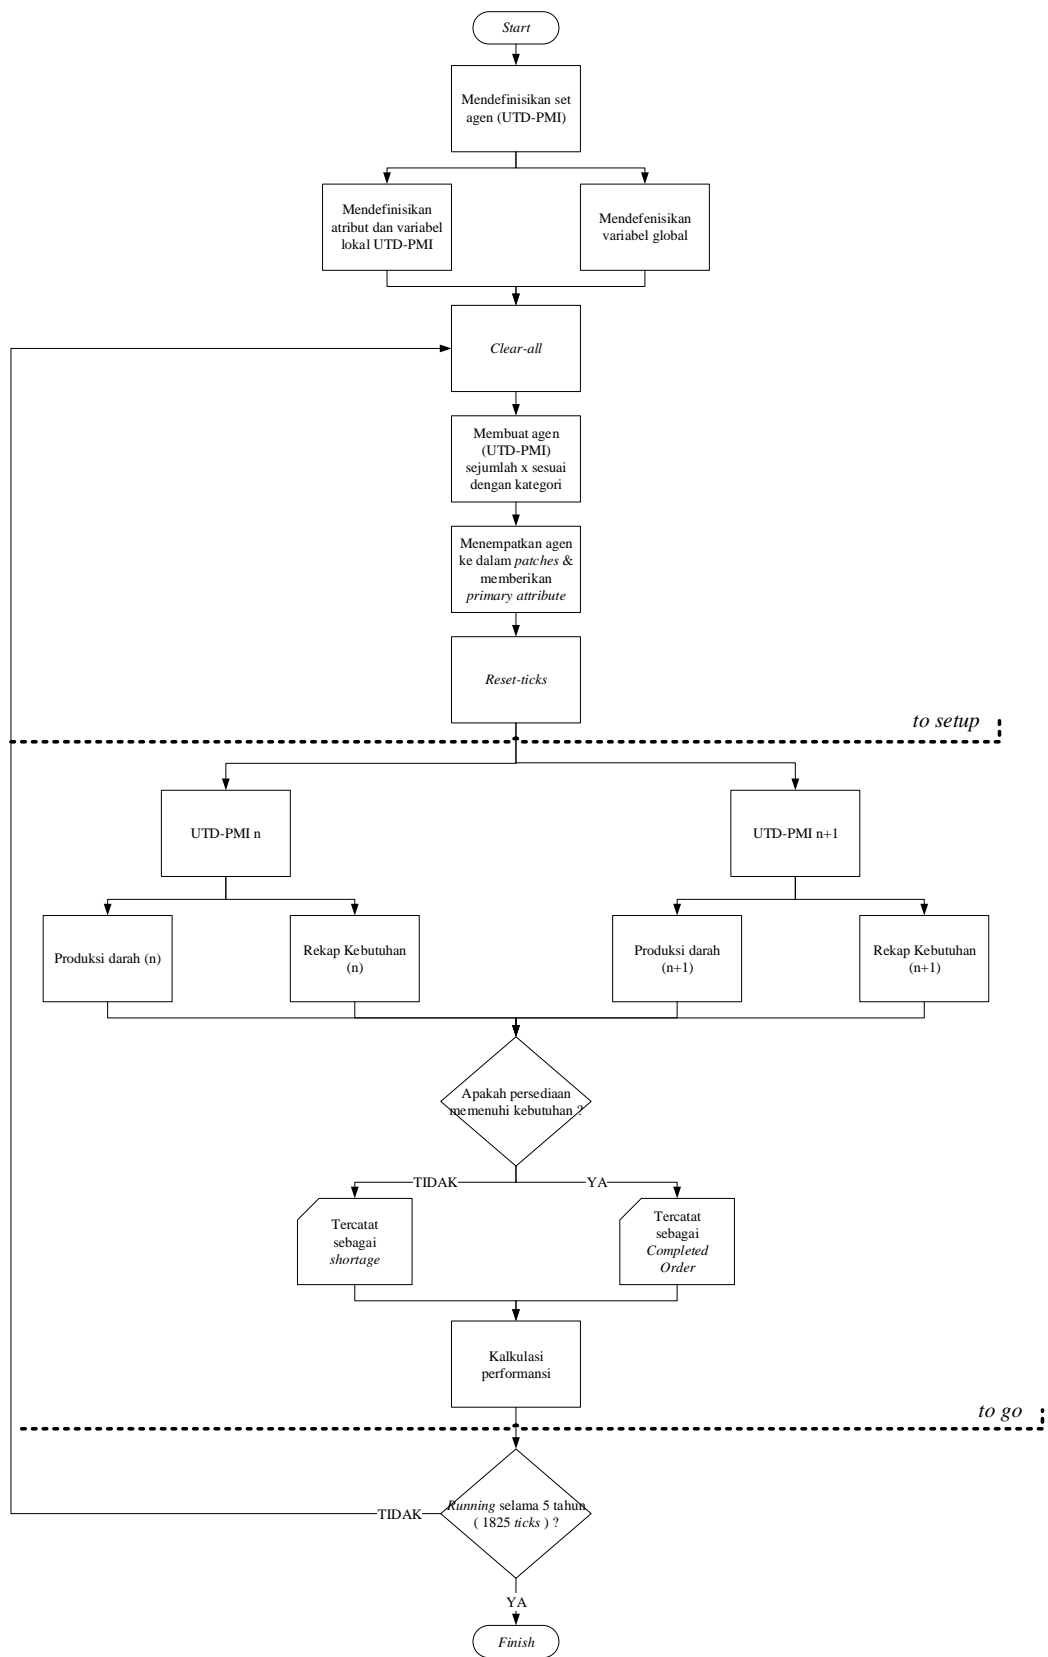 Start
Mendefinisikan set
agen (UTD-PMI)
Mendefinisikan
atribut dan variabel
lokal UTD-PMI
Mendefenisikan
variabel global
Clear-all
Membuat agen
(UTD-PMI)
sejumlah x sesuai
dengan kategori
Menempatkan agen
ke dalam patches &
memberikan
primary attribute
Reset-ticks
to setup
UTD-PMI n
UTD-PMI n+1
Produksi darah (n)
Rekap Kebutuhan
(n)
Produksi darah
(n+1)
Rekap Kebutuhan
(n+1)
Apakah persediaan
memenuhi kebutuhan ?
TIDAK
YA
Tercatat
sebagai
shortage
Tercatat
sebagai
Completed
Order
Kalkulasi
performansi
to go
Running selama 5 tahun
( 1825 ticks ) ?
TIDAK
YA
Finish